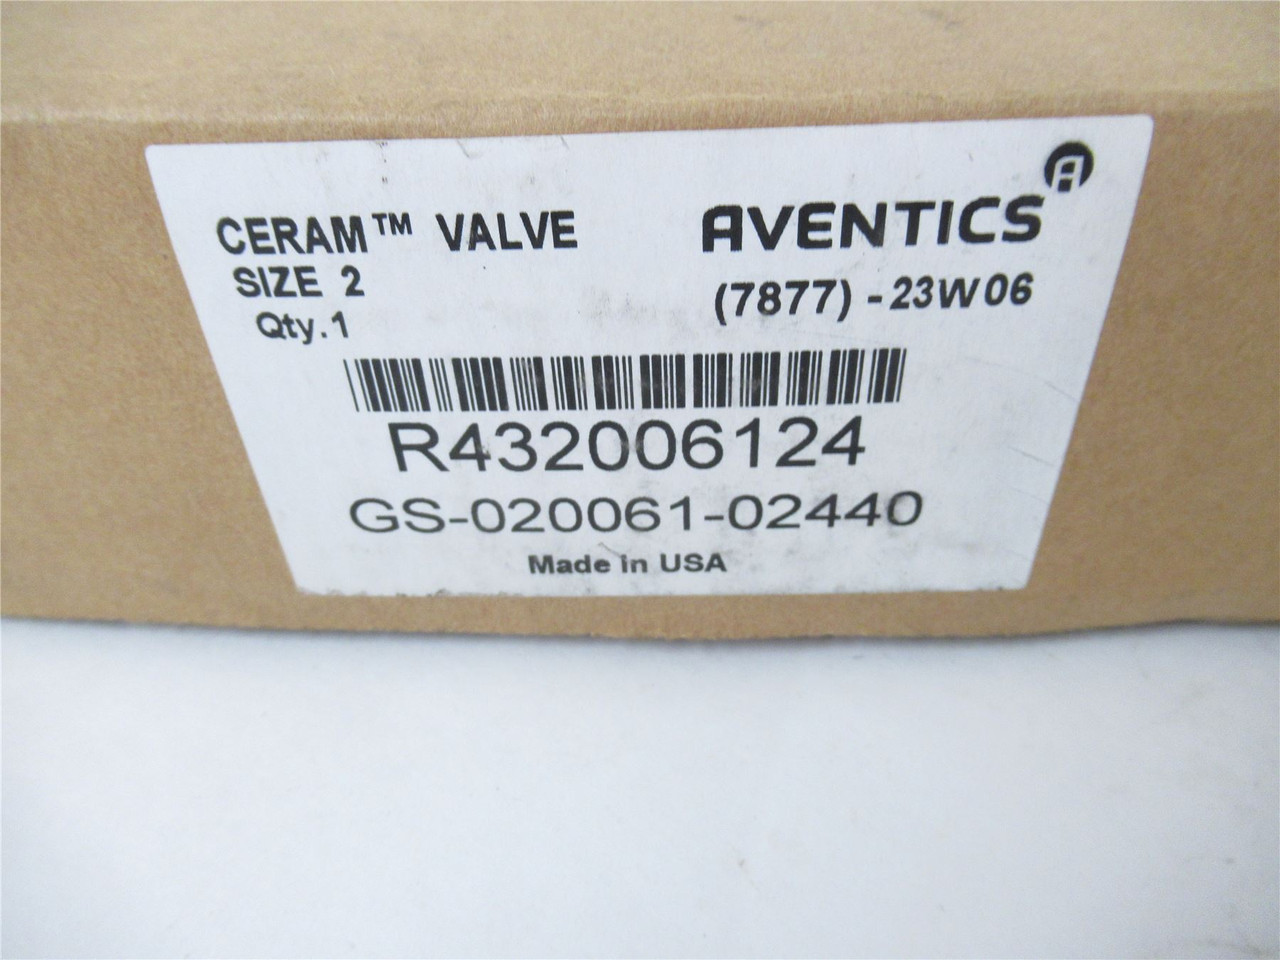 CERAM™ VALVE
SIZE 2
Qty.1
AVENTICS
(7877) -23W06
R432006124
GS-020061-02440
Made in USA